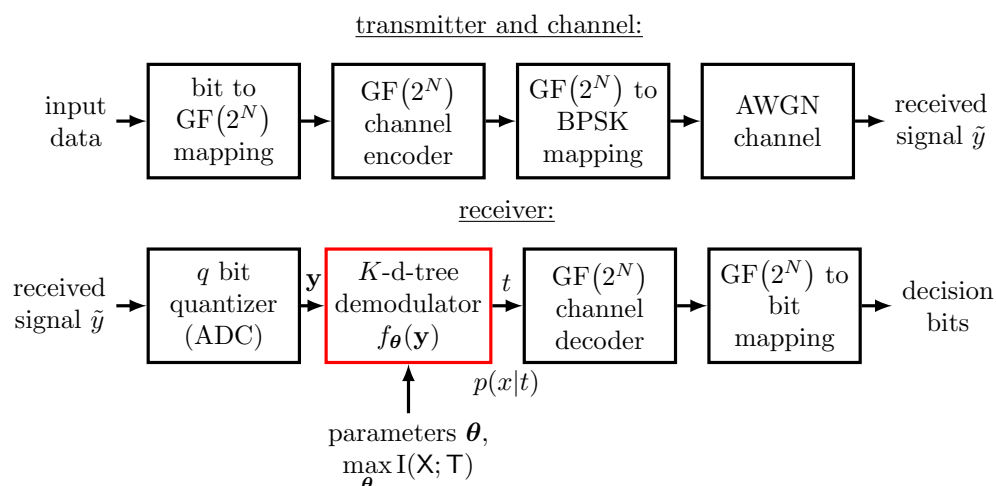 transmitter and channel:
input
data
bit to
GF(2^N)
mapping
GF(2^N)
channel
encoder
GF(2^N) to
BPSK
mapping
AWGN
channel
received
signal ỹ
receiver:
received
signal ỹ
q bit
quantizer
(ADC)
y
K-d-tree
demodulator
f_θ(y)
t
p(x|t)
GF(2^N)
channel
decoder
GF(2^N) to
bit
mapping
decision
bits
parameters θ,
max I(X; T)
θ